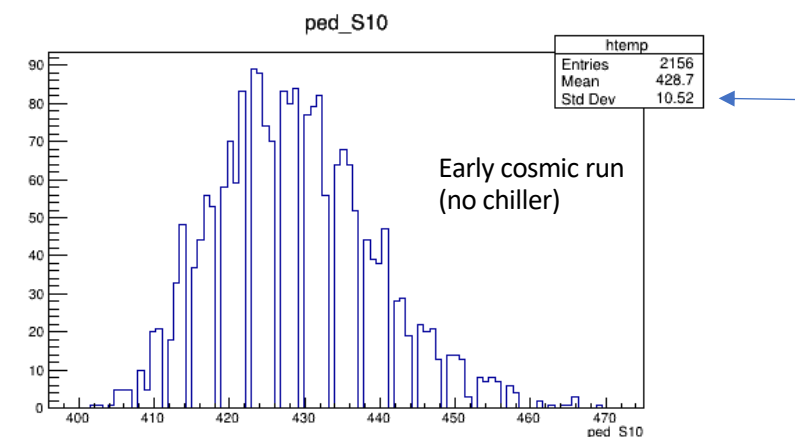 ped_S10
htemp
Entries 2156
Mean 428.7
Std Dev 10.52
Early cosmic run
(no chiller)
90
80
70
60
50
40
30
20
10
0
400 410 420 430 440 450 460 470
ped_S10